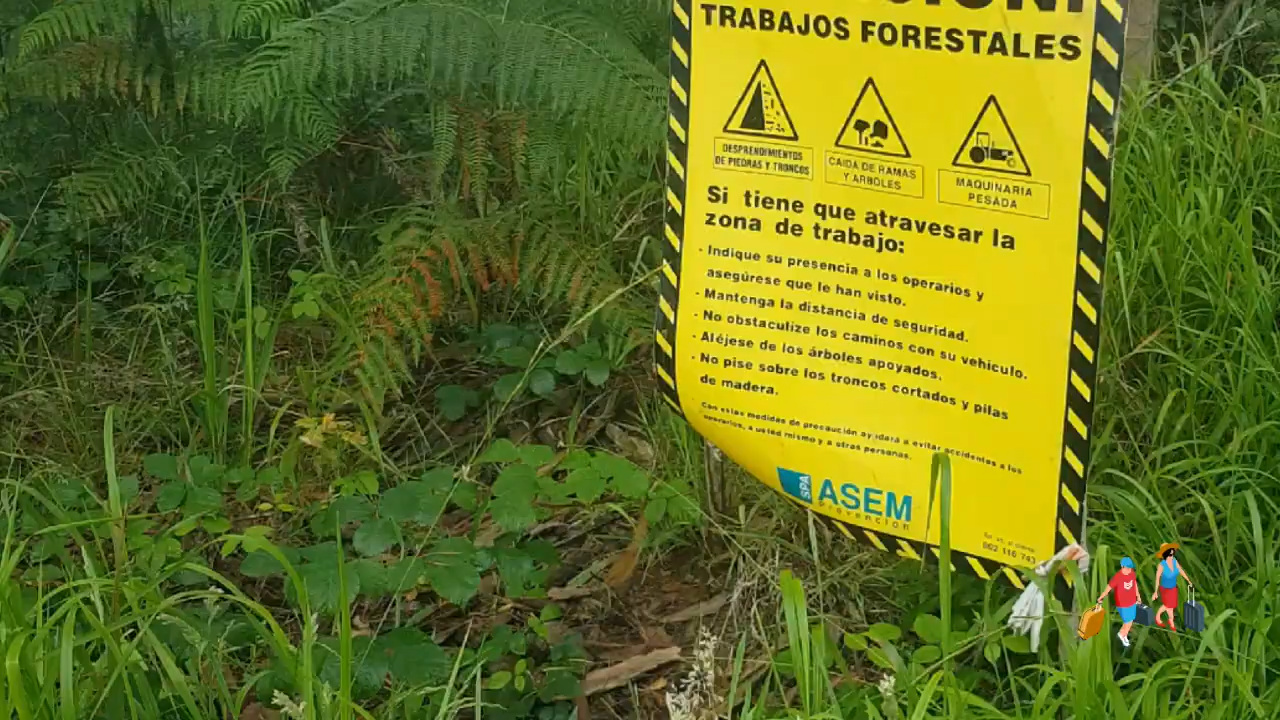 TRABAJOS FORESTALES
DESPRENDIMIENTOS
DE PIEDRAS Y TRONCOS
CAIDA DE RAMAS
Y ARBOLES
MAQUINARIA
PESADA
Si tiene que atravesar la
zona de trabajo:
- Indique su presencia a los operarios y
asegúrese que le han visto.
- Mantenga la distancia de seguridad.
- No obstaculize los caminos con su vehículo.
- Aléjese de los árboles apoyados.
- No pise sobre los troncos cortados y pilas
de madera.
Con estas medidas de precaución ayudará a evitar accidentes a los
operarios, a usted mismo y a otras personas.
SPA
ASEM
prevención